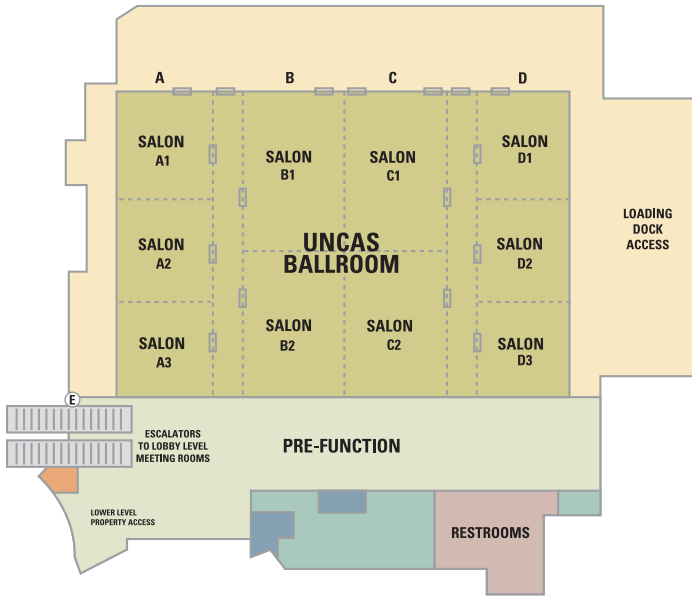 A B C D
SALON
A1
SALON
B1
SALON
C1
SALON
D1
LOADING
DOCK
ACCESS
SALON
A2
UNCAS
BALLROOM
SALON
D2
SALON
A3
SALON
B2
SALON
C2
SALON
D3
E
ESCALATORS
TO LOBBY LEVEL
MEETING ROOMS
PRE-FUNCTION
LOWER LEVEL
PROPERTY ACCESS
RESTROOMS